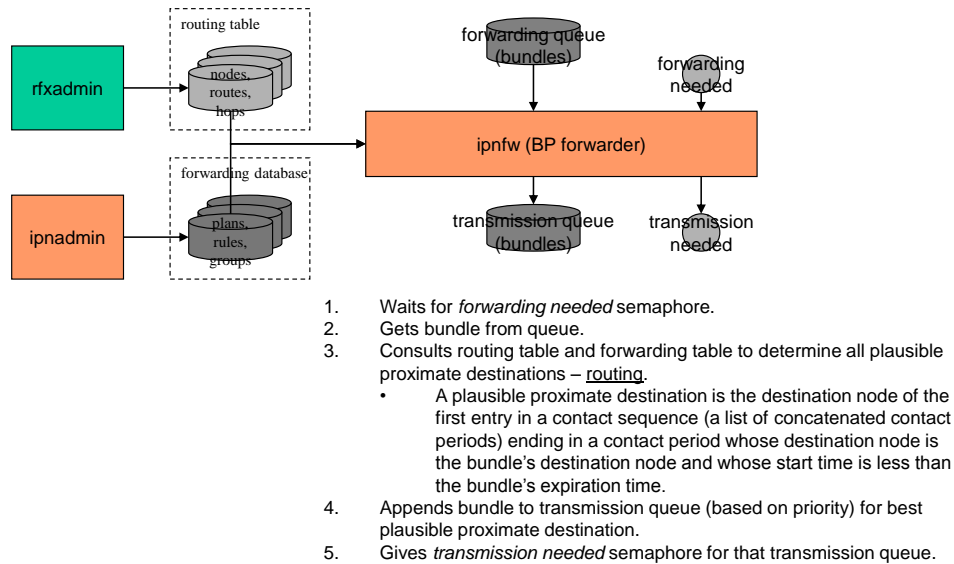 routing table
nodes,
routes,
hops
rfxadmin
forwarding queue
(bundles)
forwarding
needed
ipnfw (BP forwarder)
forwarding database
plans,
rules,
groups
ipnadmin
transmission queue
(bundles)
transmission
needed
1. Waits for forwarding needed semaphore.
2. Gets bundle from queue.
3. Consults routing table and forwarding table to determine all plausible
proximate destinations – routing.
• A plausible proximate destination is the destination node of the
first entry in a contact sequence (a list of concatenated contact
periods) ending in a contact period whose destination node is
the bundle's destination node and whose start time is less than
the bundle's expiration time.
4. Appends bundle to transmission queue (based on priority) for best
plausible proximate destination.
5. Gives transmission needed semaphore for that transmission queue.